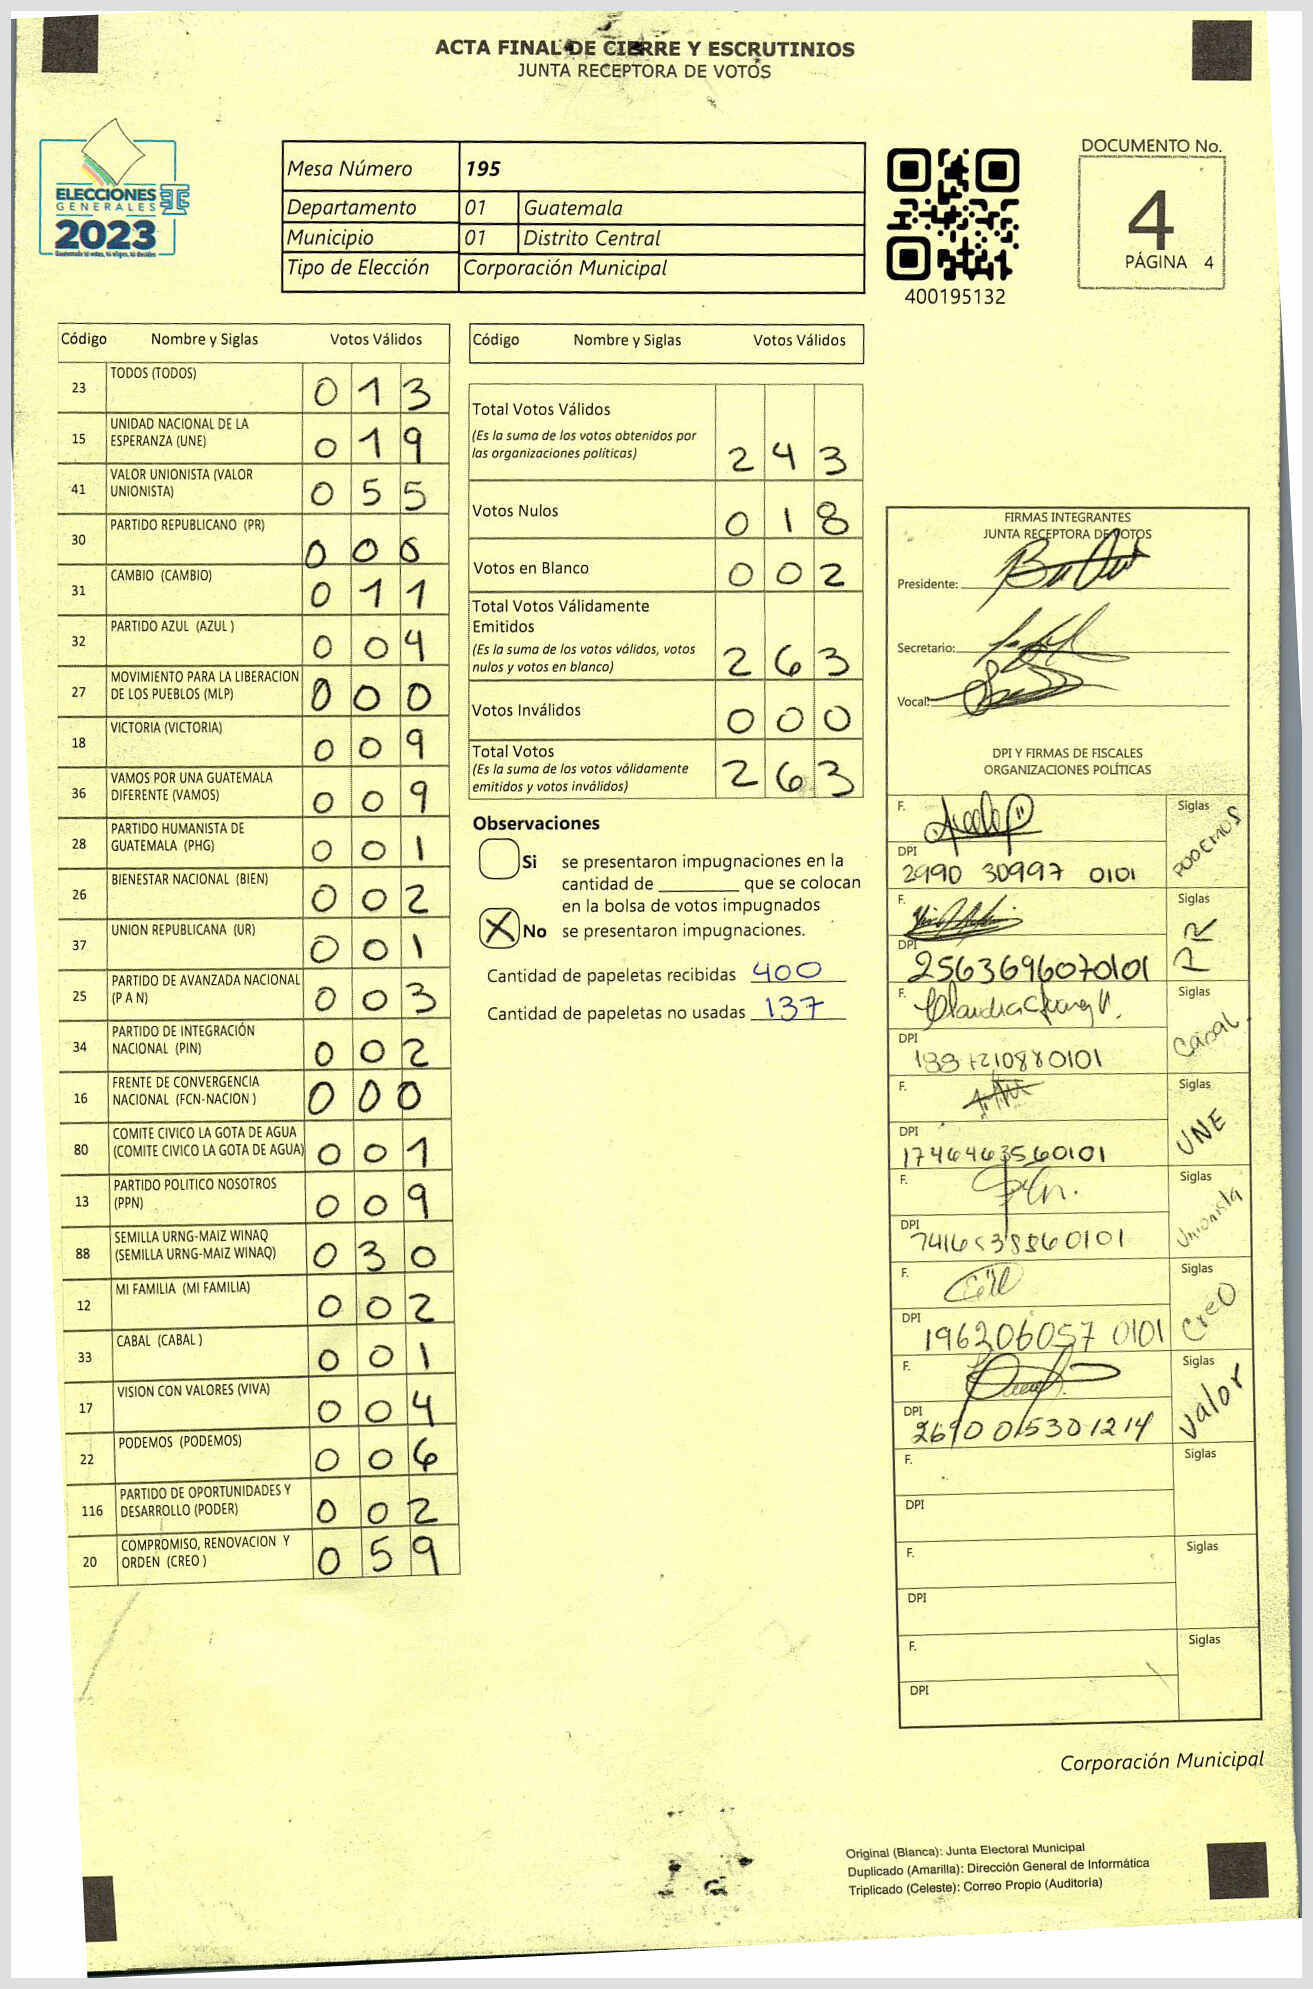 ACTA FINAL DE CIERRE Y ESCRUTINIOS
JUNTA RECEPTORA DE VOTOS
ELECCIONES
GENERALES
2023
Mesa Número 195
Departamento 01 Guatemala
Municipio 01 Distrito Central
Tipo de Elección Corporación Municipal
400195132
DOCUMENTO No.
4
PÁGINA 4
Código Nombre y Siglas Votos Válidos
23 TODOS (TODOS) 0 1 3
15 UNIDAD NACIONAL DE LA
ESPERANZA (UNE) 0 1 9
41 VALOR UNIONISTA (VALOR
UNIONISTA) 0 5 5
30 PARTIDO REPUBLICANO (PR) 0 0
31 CAMBIO (CAMBIO) 0 1 1
32 PARTIDO AZUL (AZUL ) 0 0 4
27 MOVIMIENTO PARA LA LIBERACION
DE LOS PUEBLOS (MLP) 0 0 0
18 VICTORIA (VICTORIA) 0 0 9
36 VAMOS POR UNA GUATEMALA
DIFERENTE (VAMOS) 0 0 9
28 PARTIDO HUMANISTA DE
GUATEMALA (PHG) 0 0 1
26 BIENESTAR NACIONAL (BIEN) 0 0 2
37 UNION REPUBLICANA (UR) 0 0 1
25 PARTIDO DE AVANZADA NACIONAL
(P A N) 0 0 3
34 PARTIDO DE INTEGRACIÓN
NACIONAL (PIN) 0 0 2
16 FRENTE DE CONVERGENCIA
NACIONAL (FCN-NACION ) 0 0 0
80 COMITE CIVICO LA GOTA DE AGUA
(COMITE CIVICO LA GOTA DE AGUA) 0 0 1
13 PARTIDO POLITICO NOSOTROS
(PPN) 0 0 9
88 SEMILLA URNG-MAIZ WINAQ
(SEMILLA URNG-MAIZ WINAQ) 0 3 0
12 MI FAMILIA (MI FAMILIA) 0 0 2
33 CABAL (CABAL ) 0 0 1
17 VISION CON VALORES (VIVA) 0 0 4
22 PODEMOS (PODEMOS) 0 0 6
116 PARTIDO DE OPORTUNIDADES Y
DESARROLLO (PODER) 0 0 2
20 COMPROMISO, RENOVACION Y
ORDEN (CREO ) 0 5 9
Código Nombre y Siglas Votos Válidos
Total Votos Válidos
(Es la suma de los votos obtenidos por
las organizaciones políticas) 2 4 3
Votos Nulos 0 1 8
Votos en Blanco 0 0 2
Total Votos Válidamente
Emitidos
(Es la suma de los votos válidos, votos
nulos y votos en blanco) 2 6 3
Votos Inválidos 0 0 0
Total Votos
(Es la suma de los votos válidamente
emitidos y votos inválidos) 2 6 3
Observaciones
Si se presentaron impugnaciones en la
cantidad de ________ que se colocan
en la bolsa de votos impugnados
X No se presentaron impugnaciones.
Cantidad de papeletas recibidas 400
Cantidad de papeletas no usadas 137
FIRMAS INTEGRANTES
JUNTA RECEPTORA DE VOTOS
Presidente:
Secretario:
Vocal:
DPI Y FIRMAS DE FISCALES
ORGANIZACIONES POLÍTICAS
F. Siglas PODEMOS
DPI
2990 30997 0101
F. Siglas PR
DPI
2563696070101
F. Siglas Cabal
DPI
F. Siglas UNE
DPI
1746463560101
F. Siglas Unionista
DPI
F. Siglas CREO
DPI
196206057 0101
F. Siglas Valor
DPI
2690 015301214
F. Siglas
DPI
F. Siglas
DPI
F. Siglas
DPI
Corporación Municipal
Original (Blanca): Junta Electoral Municipal
Duplicado (Amarilla): Dirección General de Informática
Triplicado (Celeste): Correo Propio (Auditoría)